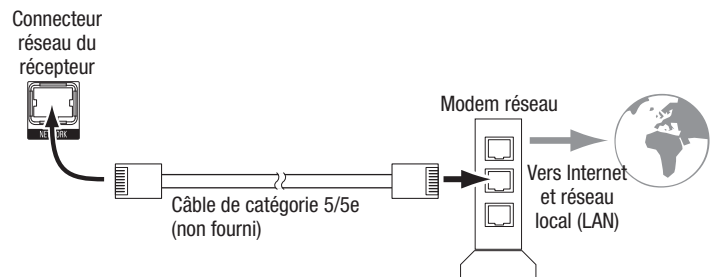 Connecteur
réseau du
récepteur
NETWORK
Modem réseau
Vers Internet
et réseau
local (LAN)
Câble de catégorie 5/5e
(non fourni)